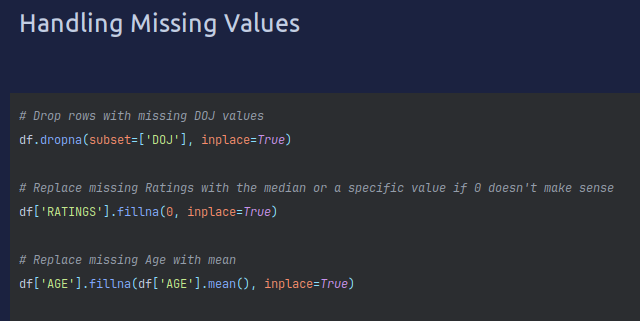 Handling Missing Values
# Drop rows with missing DOJ values
df.dropna(subset=['DOJ'], inplace=True)
# Replace missing Ratings with the median or a specific value if 0 doesn't make sense
df['RATINGS'].fillna(0, inplace=True)
# Replace missing Age with mean
df['AGE'].fillna(df['AGE'].mean(), inplace=True)